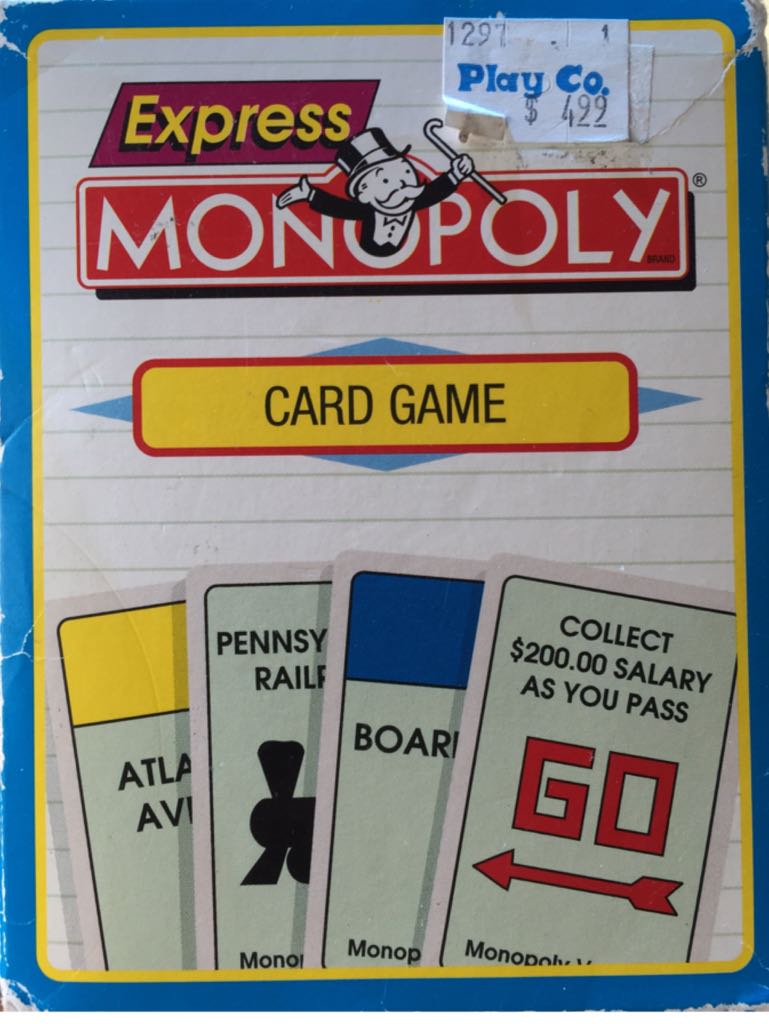 1297 1
Play Co.
$ 4.99
Express
MONOPOLY®
BRAND
CARD GAME
ATLA
AVI
PENNSY
RAILR
BOAR
COLLECT
$200.00 SALARY
AS YOU PASS
GO
Monop
Monop
Monopoly